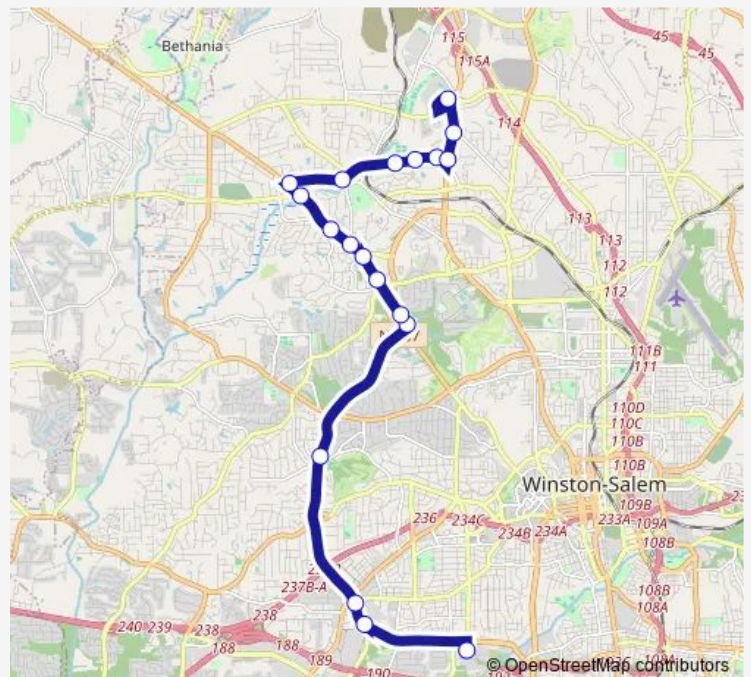 115
45
Bethania
115A
45
114
113
113
112
112
111B
111
110D
110C
110B
110B
Winston-Salem
109B
236
234C
233A
109A
234B
234A
108B
237B-A
108B
238
108A
240 239
238
188
188
189
190
© OpenStreetMap contributors